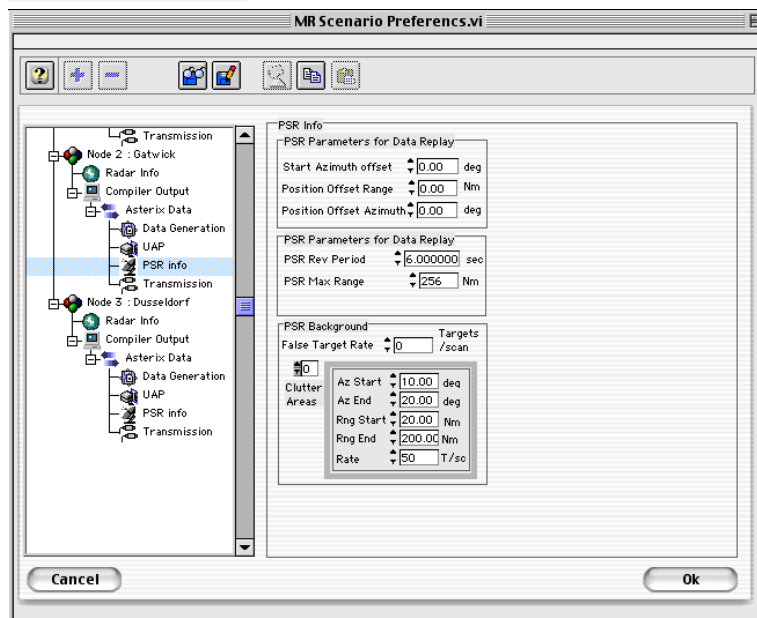 MR Scenario Preferencs.vi
Transmission
Node 2 : Gatwick
Radar Info
Compiler Output
Asterix Data
Data Generation
UAP
PSR info
Transmission
Node 3 : Dusseldorf
Radar Info
Compiler Output
Asterix Data
Data Generation
UAP
PSR info
Transmission
PSR Info
PSR Parameters for Data Replay
Start Azimuth offset 0.00 deg
Position Offset Range 0.00 Nm
Position Offset Azimuth 0.00 deg
PSR Parameters for Data Replay
PSR Rev Period 6.000000 sec
PSR Max Range 256 Nm
PSR Background
False Target Rate 0 Targets /scan
0
Clutter Areas
Az Start 10.00 deg
Az End 20.00 deg
Rng Start 20.00 Nm
Rng End 200.00 Nm
Rate 50 T/sc
Cancel
Ok